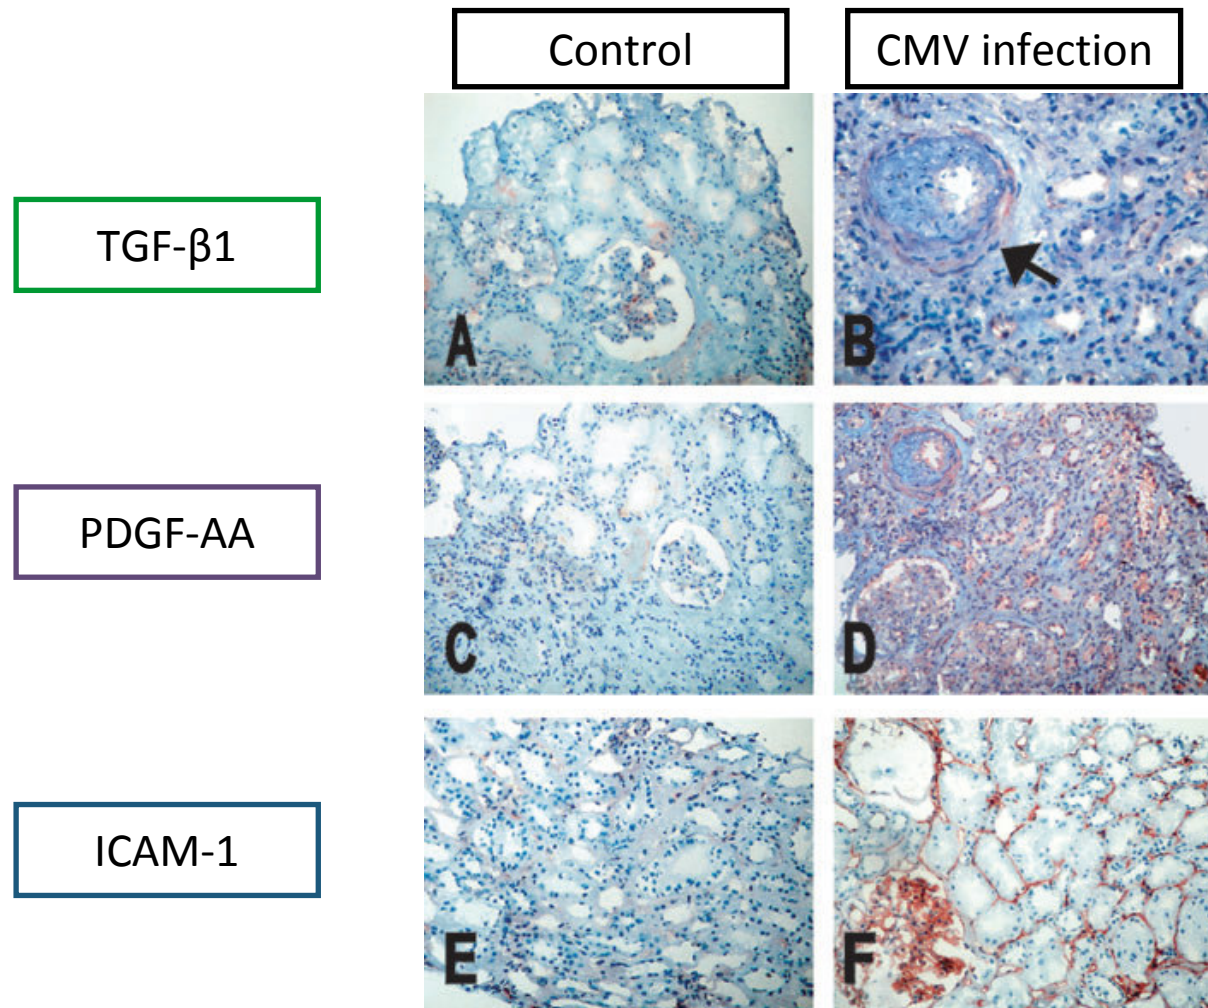 Control
CMV infection
TGF-β1
A
B
PDGF-AA
C
D
ICAM-1
E
F